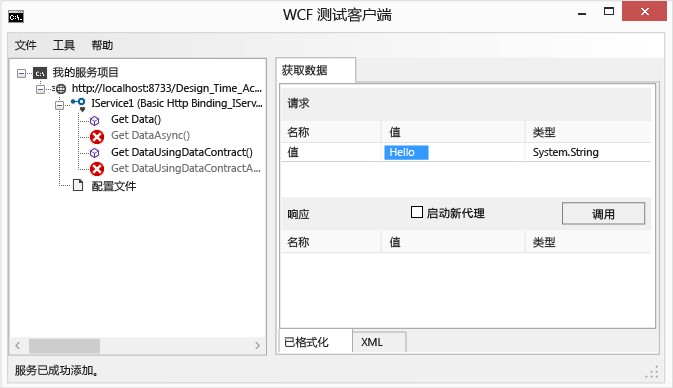 WCF 测试客户端
文件 工具 帮助
我的服务项目
http://localhost:8733/Design_Time_Ac...
IService1 (Basic Http Binding_IServ...
Get Data()
Get DataAsync()
Get DataUsingDataContract()
Get DataUsingDataContractA...
配置文件
获取数据
请求
名称 值 类型
值 Hello System.String
响应 启动新代理 调用
名称 值 类型
已格式化 XML
服务已成功添加。